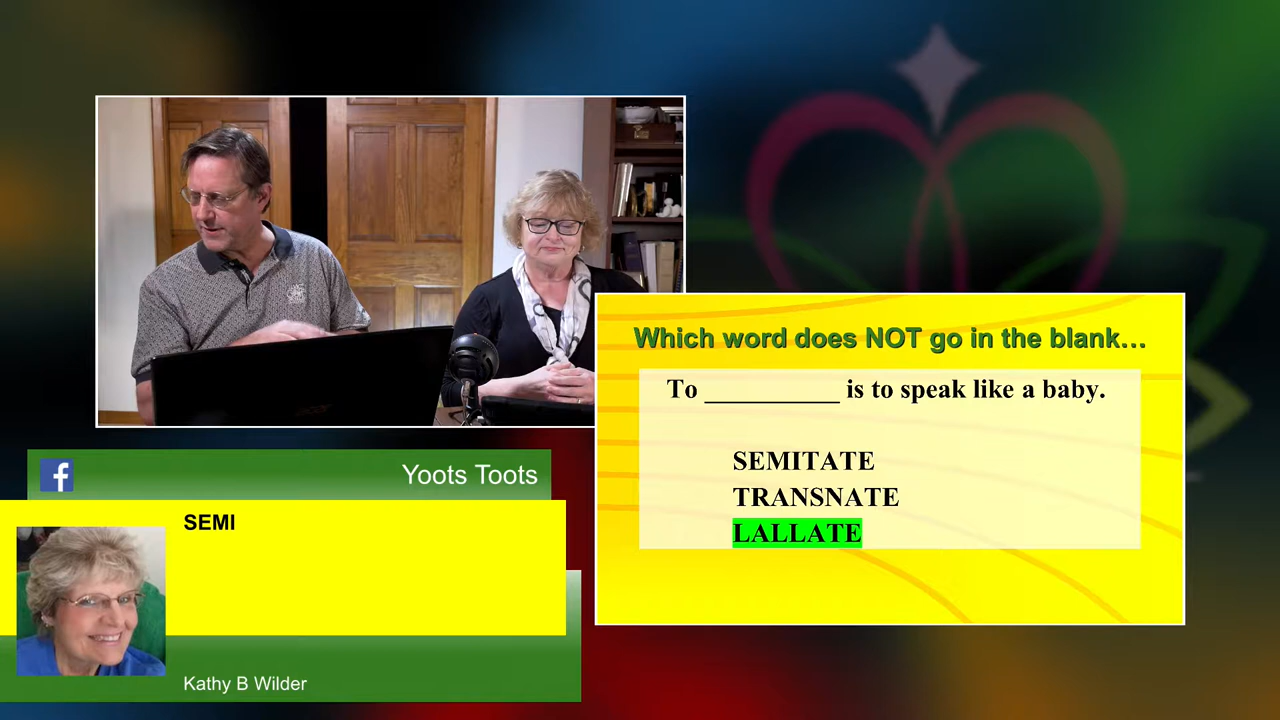 Which word does NOT go in the blank…
To __________ is to speak like a baby.
SEMITATE
TRANSNATE
LALLATE
Yoots Toots
SEMI
Kathy B Wilder